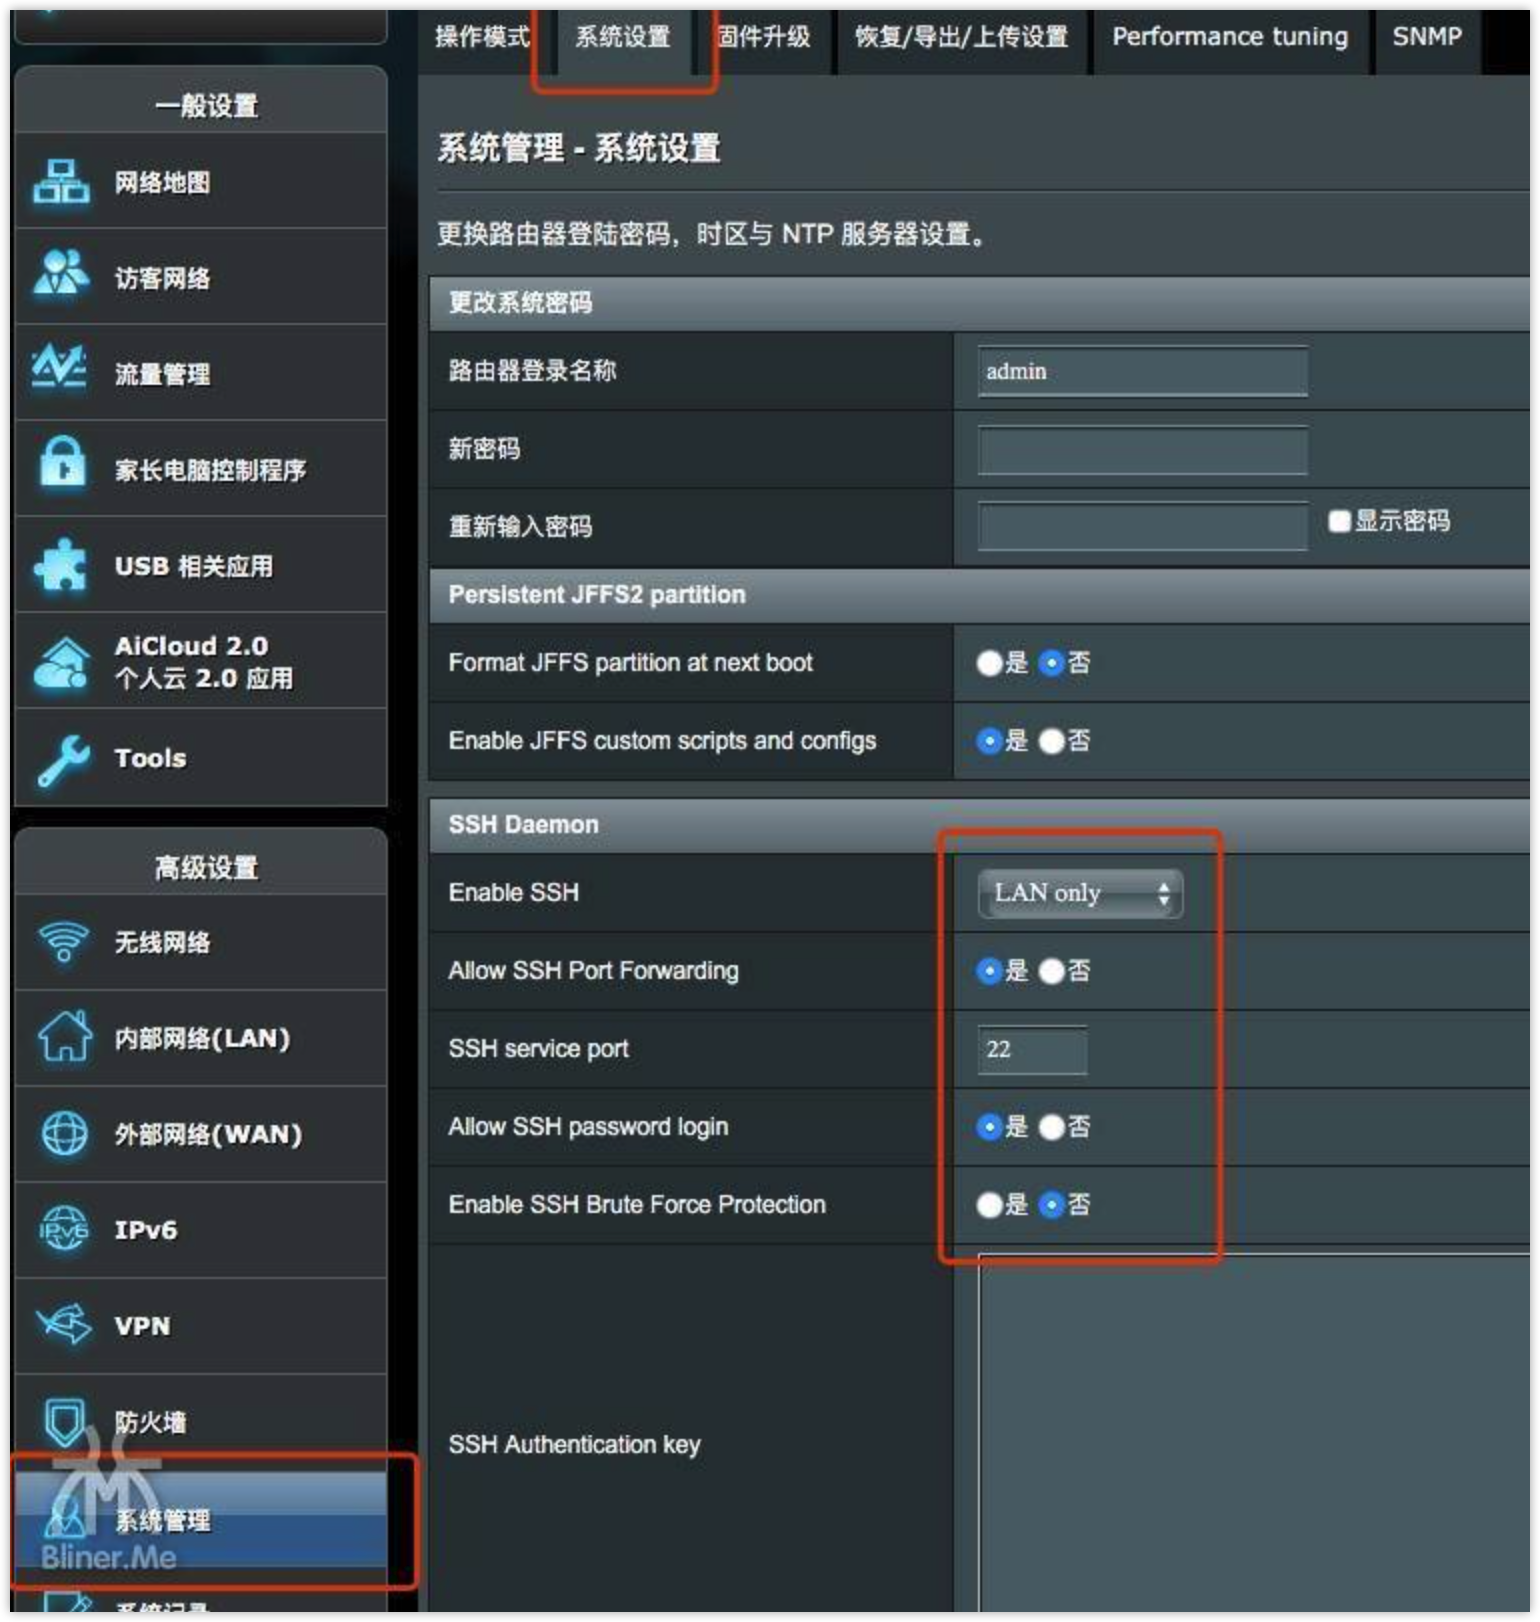 操作模式 系统设置 固件升级 恢复/导出/上传设置 Performance tuning SNMP
一般设置
网络地图
访客网络
流量管理
家长电脑控制程序
USB 相关应用
AiCloud 2.0
个人云 2.0 应用
Tools
高级设置
无线网络
内部网络(LAN)
外部网络(WAN)
IPv6
VPN
防火墙
系统管理
Bliner.Me
系统记录
系统管理 - 系统设置
更换路由器登陆密码，时区与 NTP 服务器设置。
更改系统密码
路由器登录名称 admin
新密码
重新输入密码 显示密码
Persistent JFFS2 partition
Format JFFS partition at next boot 是 否
Enable JFFS custom scripts and configs 是 否
SSH Daemon
Enable SSH LAN only
Allow SSH Port Forwarding 是 否
SSH service port 22
Allow SSH password login 是 否
Enable SSH Brute Force Protection 是 否
SSH Authentication key